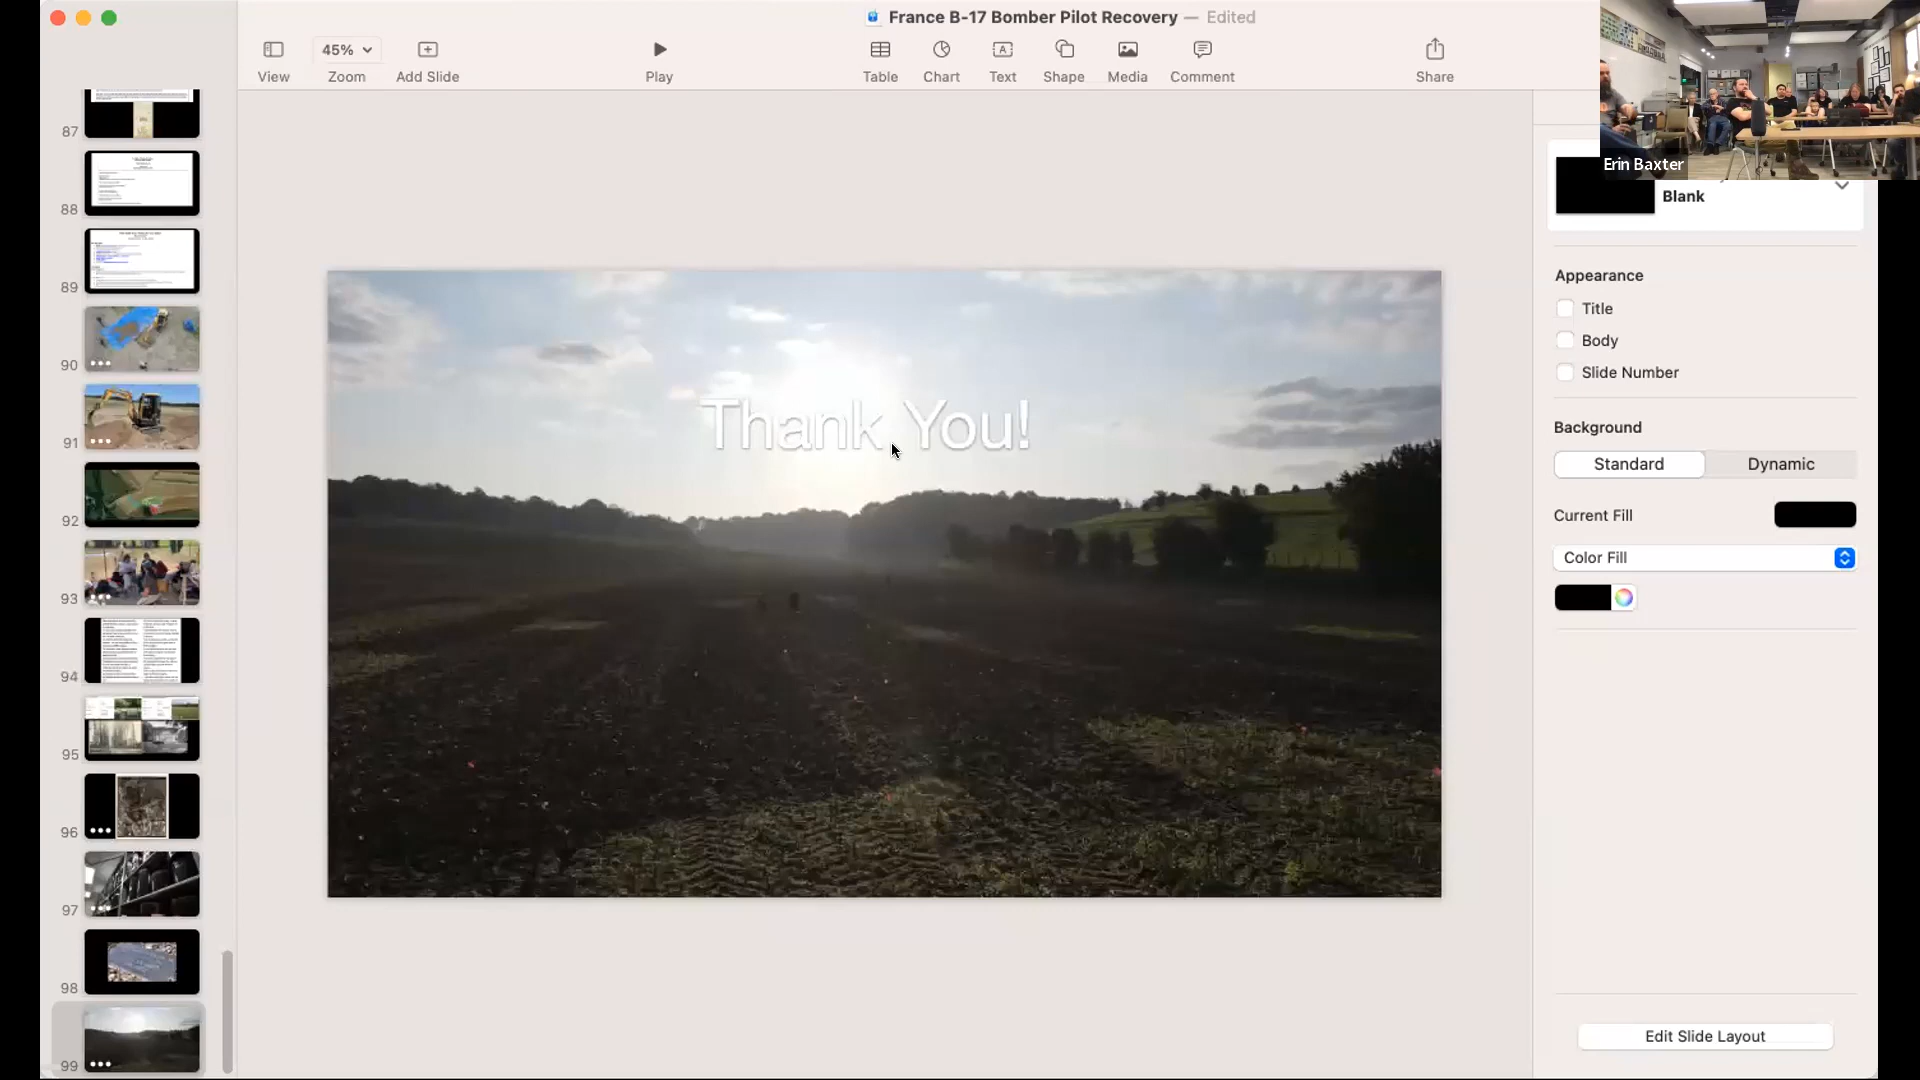 France B-17 Bomber Pilot Recovery — Edited
45%
View
Zoom
Add Slide
Play
Table
Chart
Text
Shape
Media
Comment
Share
Erin Baxter
Blank
Appearance
Title
Body
Slide Number
Background
Standard
Dynamic
Current Fill
Color Fill
Edit Slide Layout
Thank You!
87
88
89
90
91
92
93
94
95
96
97
98
99